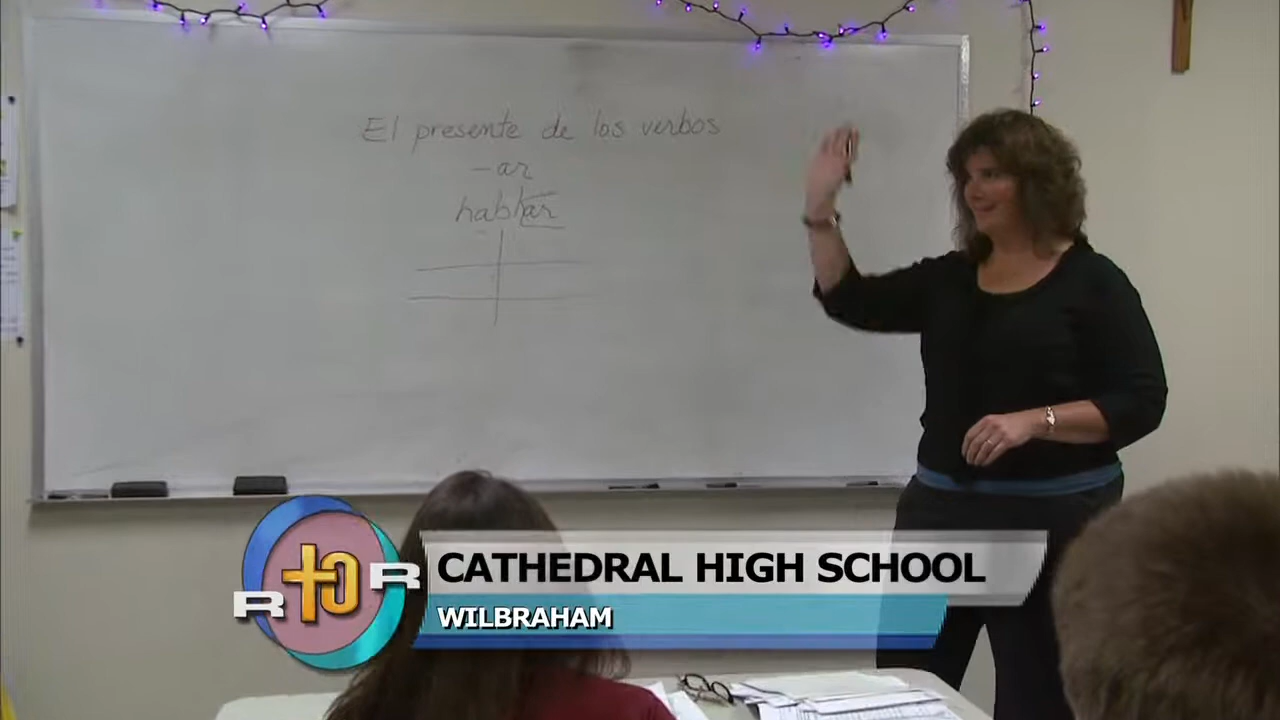 El presente de los verbos
-ar
hablar
R R
CATHEDRAL HIGH SCHOOL
WILBRAHAM